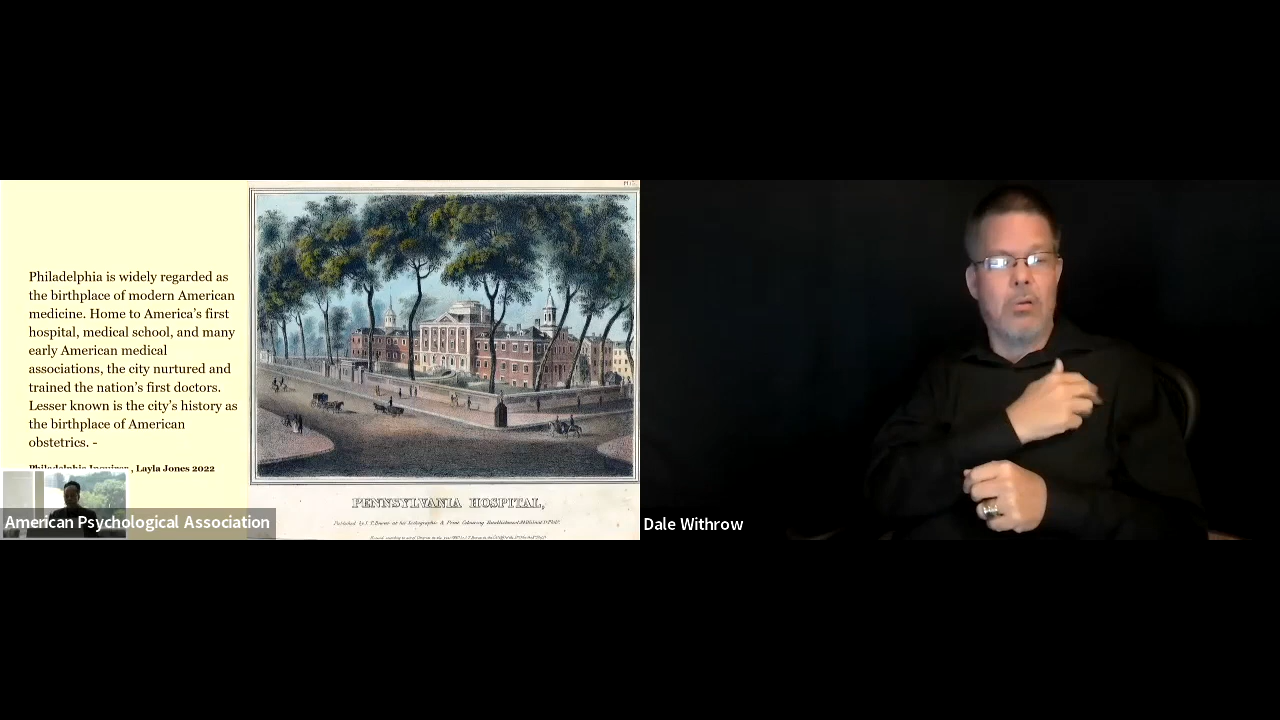 Philadelphia is widely regarded as
the birthplace of modern American
medicine. Home to America's first
hospital, medical school, and many
early American medical
associations, the city nurtured and
trained the nation's first doctors.
Lesser known is the city's history as
the birthplace of American
obstetrics. -
Philadelphia Inquirer , Layla Jones 2022
American Psychological Association
PENNSYLVANIA HOSPITAL,
Dale Withrow